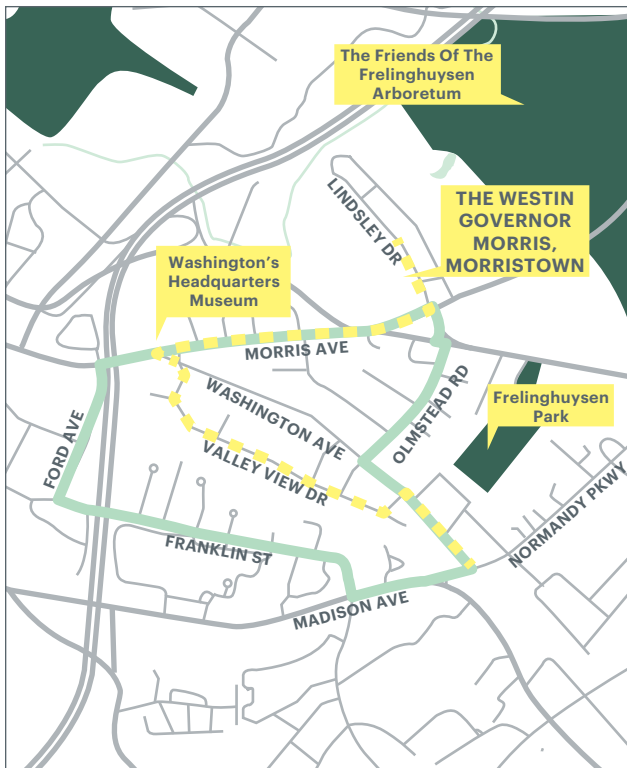 The Friends Of The
Frelinghuysen
Arboretum
LINDSLEY DR
THE WESTIN
GOVERNOR
MORRIS,
MORRISTOWN
Washington's
Headquarters
Museum
MORRIS AVE
WASHINGTON AVE
OLMSTEAD RD
Frelinghuysen
Park
FORD AVE
VALLEY VIEW DR
NORMANDY PKWY
FRANKLIN ST
MADISON AVE